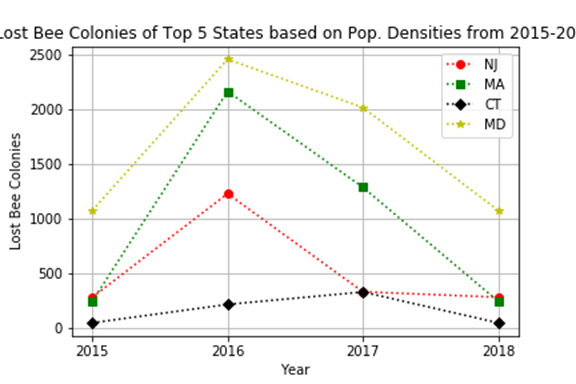 Lost Bee Colonies of Top 5 States based on Pop. Densities from 2015-20
2500
2000
1500
1000
500
0
Lost Bee Colonies
NJ
MA
CT
MD
2015 2016 2017 2018
Year